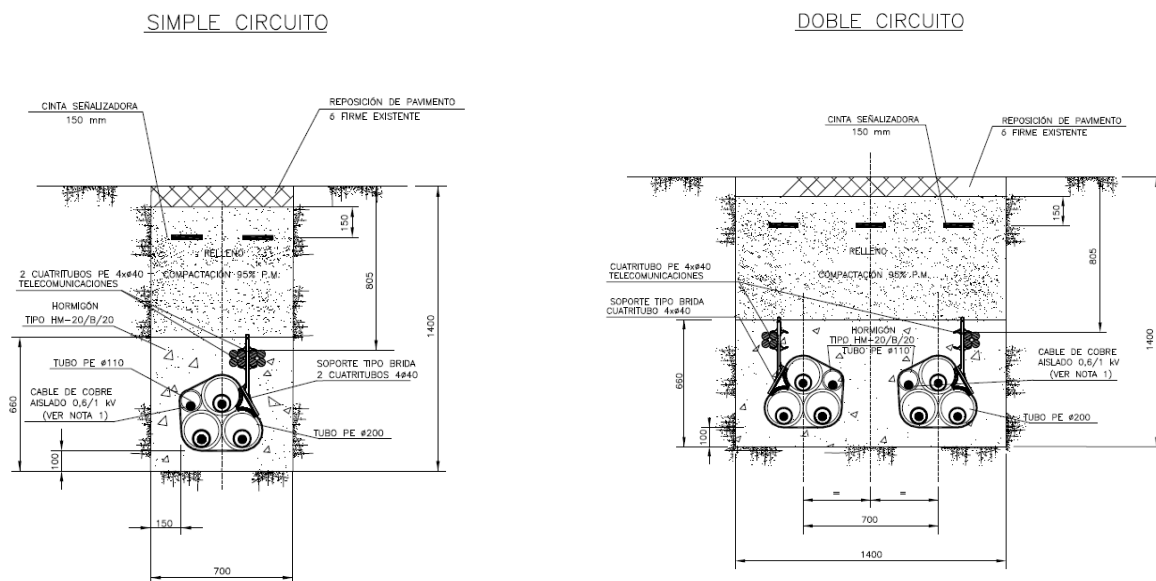 SIMPLE CIRCUITO
CINTA SEÑALIZADORA
150 mm
REPOSICIÓN DE PAVIMENTO
6 FIRME EXISTENTE
150
RELLENO
2 CUATRITUBOS PE 4xø40
TELECOMUNICACIONES
COMPACTACIÓN 95% P.M.
805
1400
HORMIGÓN
TIPO HM-20/B/20
TUBO PE ø110
SOPORTE TIPO BRIDA
2 CUATRITUBOS 4ø40
CABLE DE COBRE
AISLADO 0,6/1 kV
(VER NOTA 1)
660
TUBO PE ø200
100
150
700
DOBLE CIRCUITO
CINTA SEÑALIZADORA
150 mm
REPOSICIÓN DE PAVIMENTO
6 FIRME EXISTENTE
150
RELLENO
CUATRITUBO PE 4xø40
TELECOMUNICACIONES
COMPACTACIÓN 95% P.M.
805
1400
SOPORTE TIPO BRIDA
CUATRITUBO 4xø40
HORMIGÓN
TIPO HM-20/B/20
TUBO PE ø110
CABLE DE COBRE
AISLADO 0,6/1 kV
(VER NOTA 1)
660
TUBO PE ø200
100
= =
700
1400